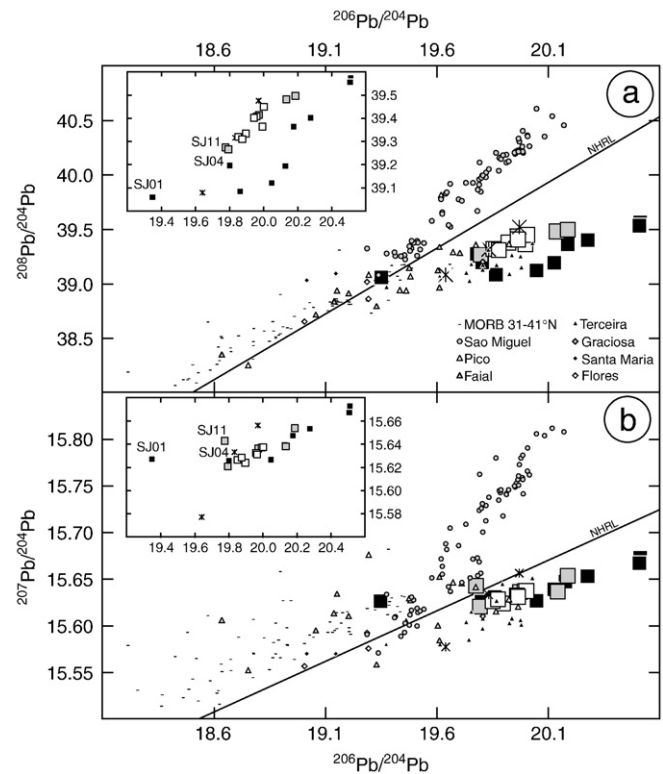 206Pb/204Pb
18.6 19.1 19.6 20.1
a
NHRL
39.5
39.4
39.3
39.2
39.1
SJ11
SJ04
SJ01
19.4 19.6 19.8 20.0 20.2 20.4
208Pb/204Pb
40.5
40.0
39.5
39.0
38.5
MORB 31-41°N Terceira
Sao Miguel Graciosa
Pico Santa Maria
Faial Flores
b
NHRL
15.66
15.64
15.62
15.60
15.58
SJ11
SJ01
SJ04
19.4 19.6 19.8 20.0 20.2 20.4
207Pb/204Pb
15.80
15.75
15.70
15.65
15.60
15.55
18.6 19.1 19.6 20.1
206Pb/204Pb